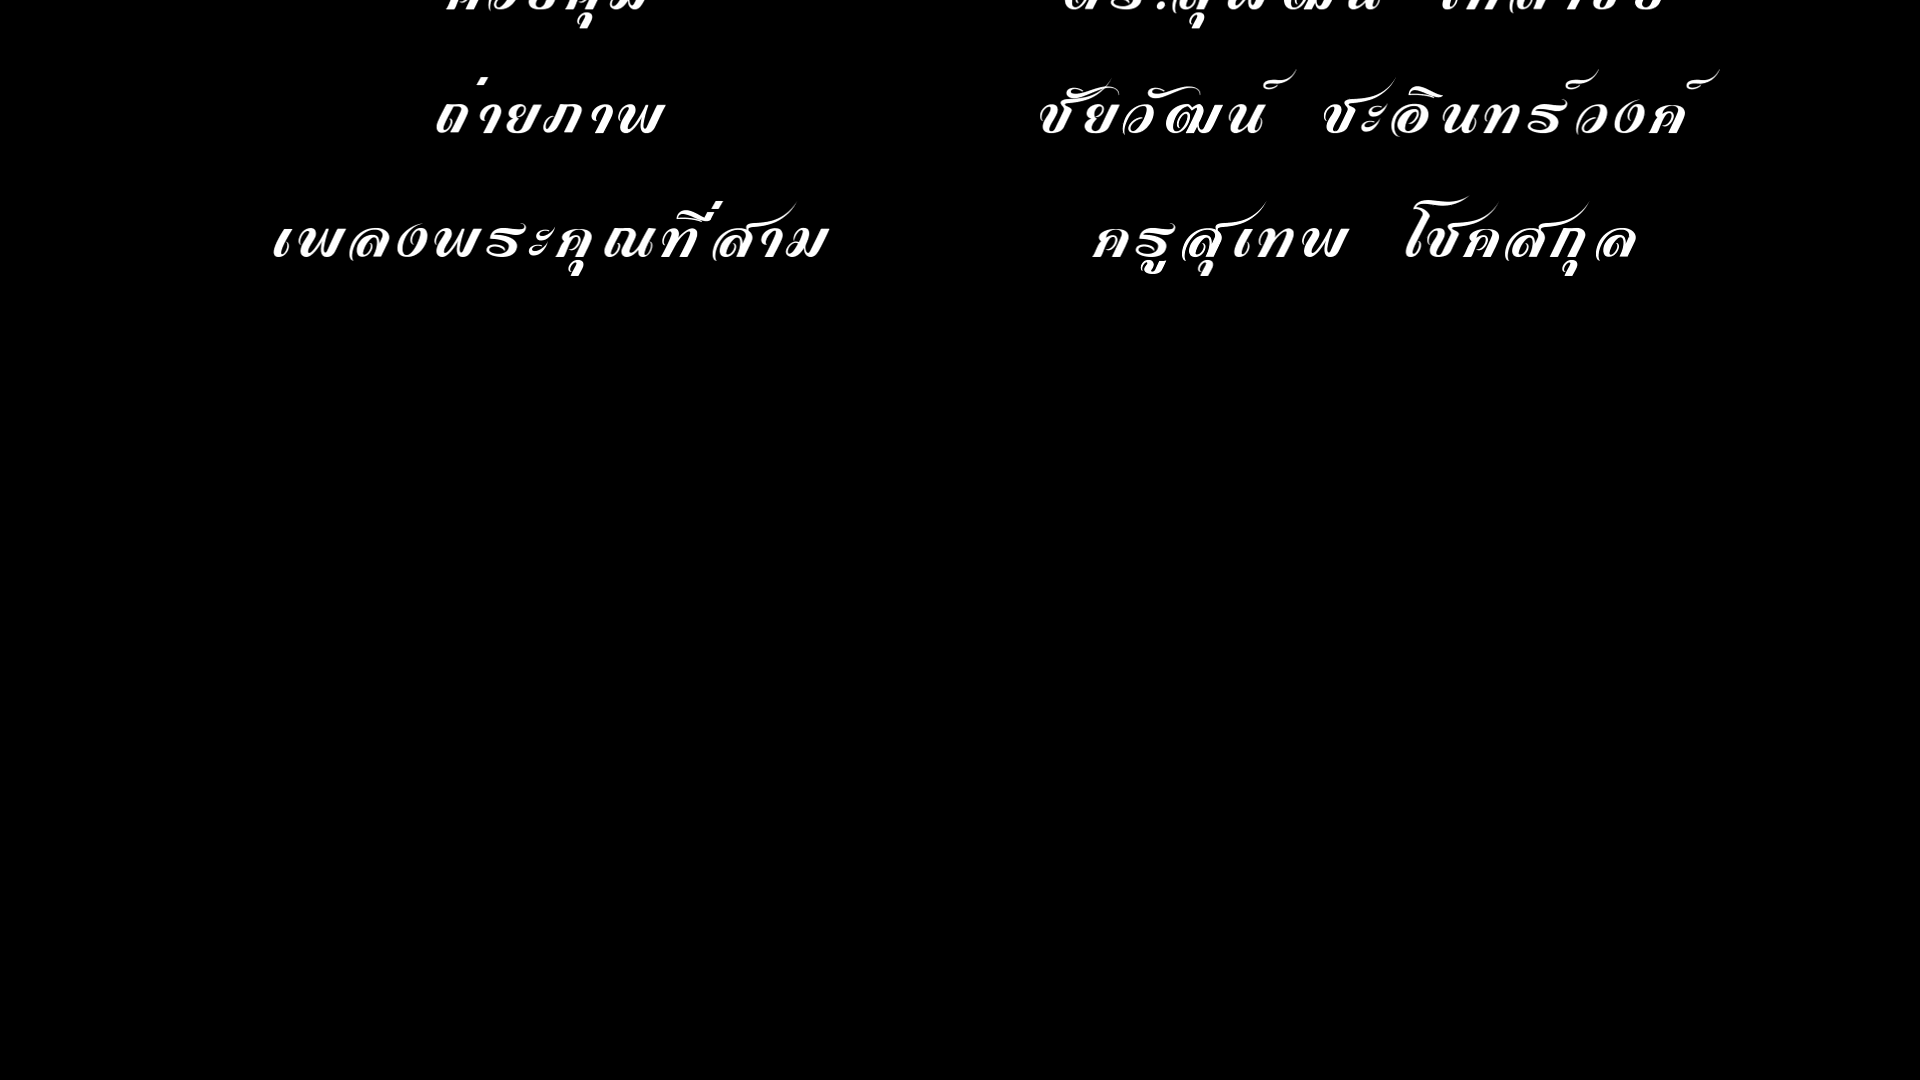 ถ่ายภาพ ชัยวัฒน์ ชะอินทร์วงค์
เพลงพระคุณที่สาม ครูสุเทพ โชคสกุล